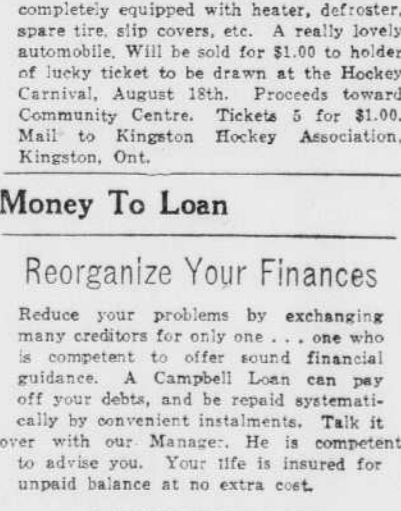 completely equipped with heater, defroster,
spare tire, slip covers, etc. A really lovely
automobile. Will be sold for $1.00 to holder
of lucky ticket to be drawn at the Hockey
Carnival, August 18th. Proceeds toward
Community Centre. Tickets 5 for $1.00.
Mail to Kingston Hockey Association,
Kingston, Ont.
Money To Loan
Reorganize Your Finances
Reduce your problems by exchanging
many creditors for only one . . . one who
is competent to offer sound financial
guidance. A Campbell Loan can pay
off your debts, and be repaid systemati-
cally by convenient instalments. Talk it
over with our Manager. He is competent
to advise you. Your life is insured for
unpaid balance at no extra cost.